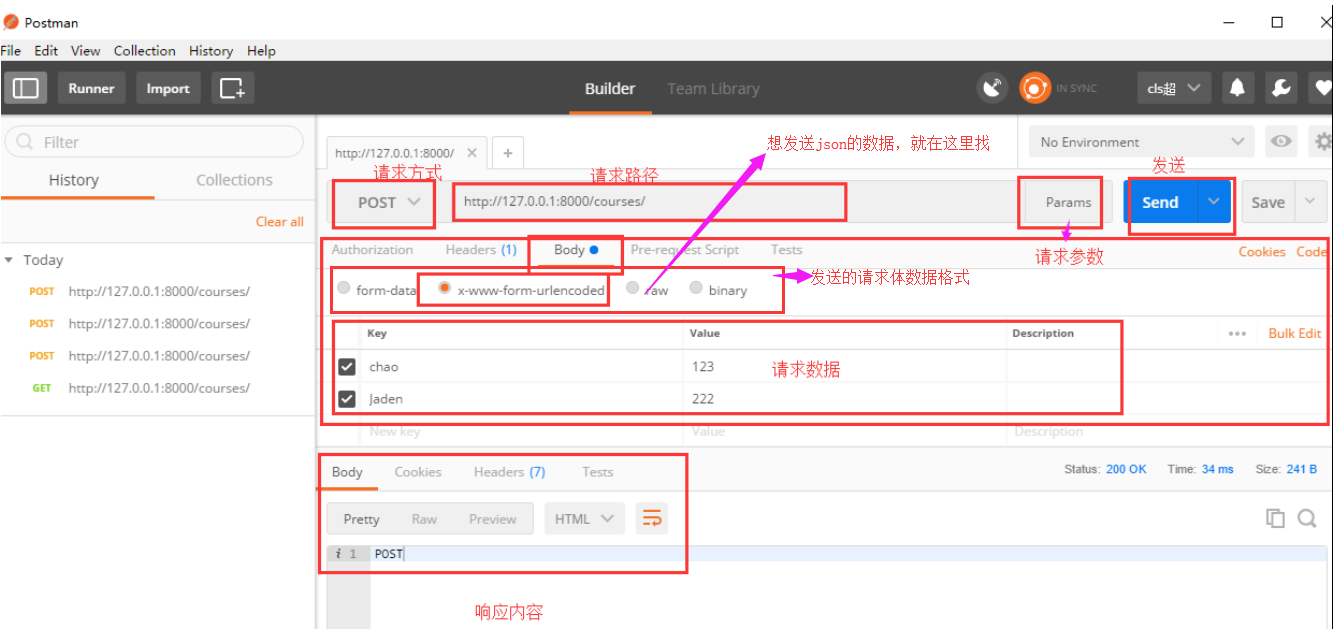 Postman
File Edit View Collection History Help
Runner Import Builder Team Library IN SYNC cls超
Filter
History Collections
Clear all
Today
POST http://127.0.0.1:8000/courses/
POST http://127.0.0.1:8000/courses/
POST http://127.0.0.1:8000/courses/
GET http://127.0.0.1:8000/courses/
http://127.0.0.1:8000/ × +
想发送json的数据，就在这里找
No Environment
请求方式 请求路径 发送
POST http://127.0.0.1:8000/courses/ Params Send Save
请求参数
Authorization Headers (1) Body Pre-request Script Tests Cookies Code
发送的请求体数据格式
form-data x-www-form-urlencoded raw binary
Key Value Description ••• Bulk Edit
chao 123
请求数据
Jaden 222
New key Value Description
Body Cookies Headers (7) Tests Status: 200 OK Time: 34 ms Size: 241 B
Pretty Raw Preview HTML
i 1 POST
响应内容